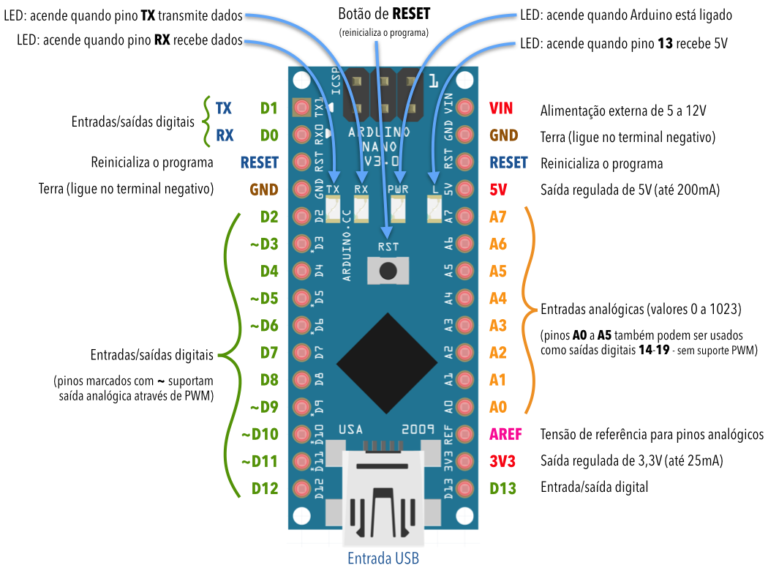 LED: acende quando pino TX transmite dados
LED: acende quando pino RX recebe dados
Botão de RESET
(reinicializa o programa)
LED: acende quando Arduino está ligado
LED: acende quando pino 13 recebe 5V
Entradas/saídas digitais
TX D1
RX D0
Reinicializa o programa RESET
Terra (ligue no terminal negativo) GND
D2
~D3
D4
~D5
~D6
D7
D8
~D9
~D10
~D11
D12
Entradas/saídas digitais
(pinos marcados com ~ suportam
saída analógica através de PWM)
ICSP
1
ARDUINO
NANO
V3.0
TX RX PWR L
ARDUINO.CC
RST
USA 2009
TX1
RX0
RST
GND
D2
D3
D4
D5
D6
D7
D8
D9
D10
D11
D12
VIN
GND
RST
5V
A7
A6
A5
A4
A3
A2
A1
A0
REF
3V3
D13
VIN Alimentação externa de 5 a 12V
GND Terra (ligue no terminal negativo)
RESET Reinicializa o programa
5V Saída regulada de 5V (até 200mA)
A7
A6
A5
A4
A3
A2
A1
A0
Entradas analógicas (valores 0 a 1023)
(pinos A0 a A5 também podem ser usados
como saídas digitais 14-19 - sem suporte PWM)
AREF Tensão de referência para pinos analógicos
3V3 Saída regulada de 3,3V (até 25mA)
D13 Entrada/saída digital
Entrada USB